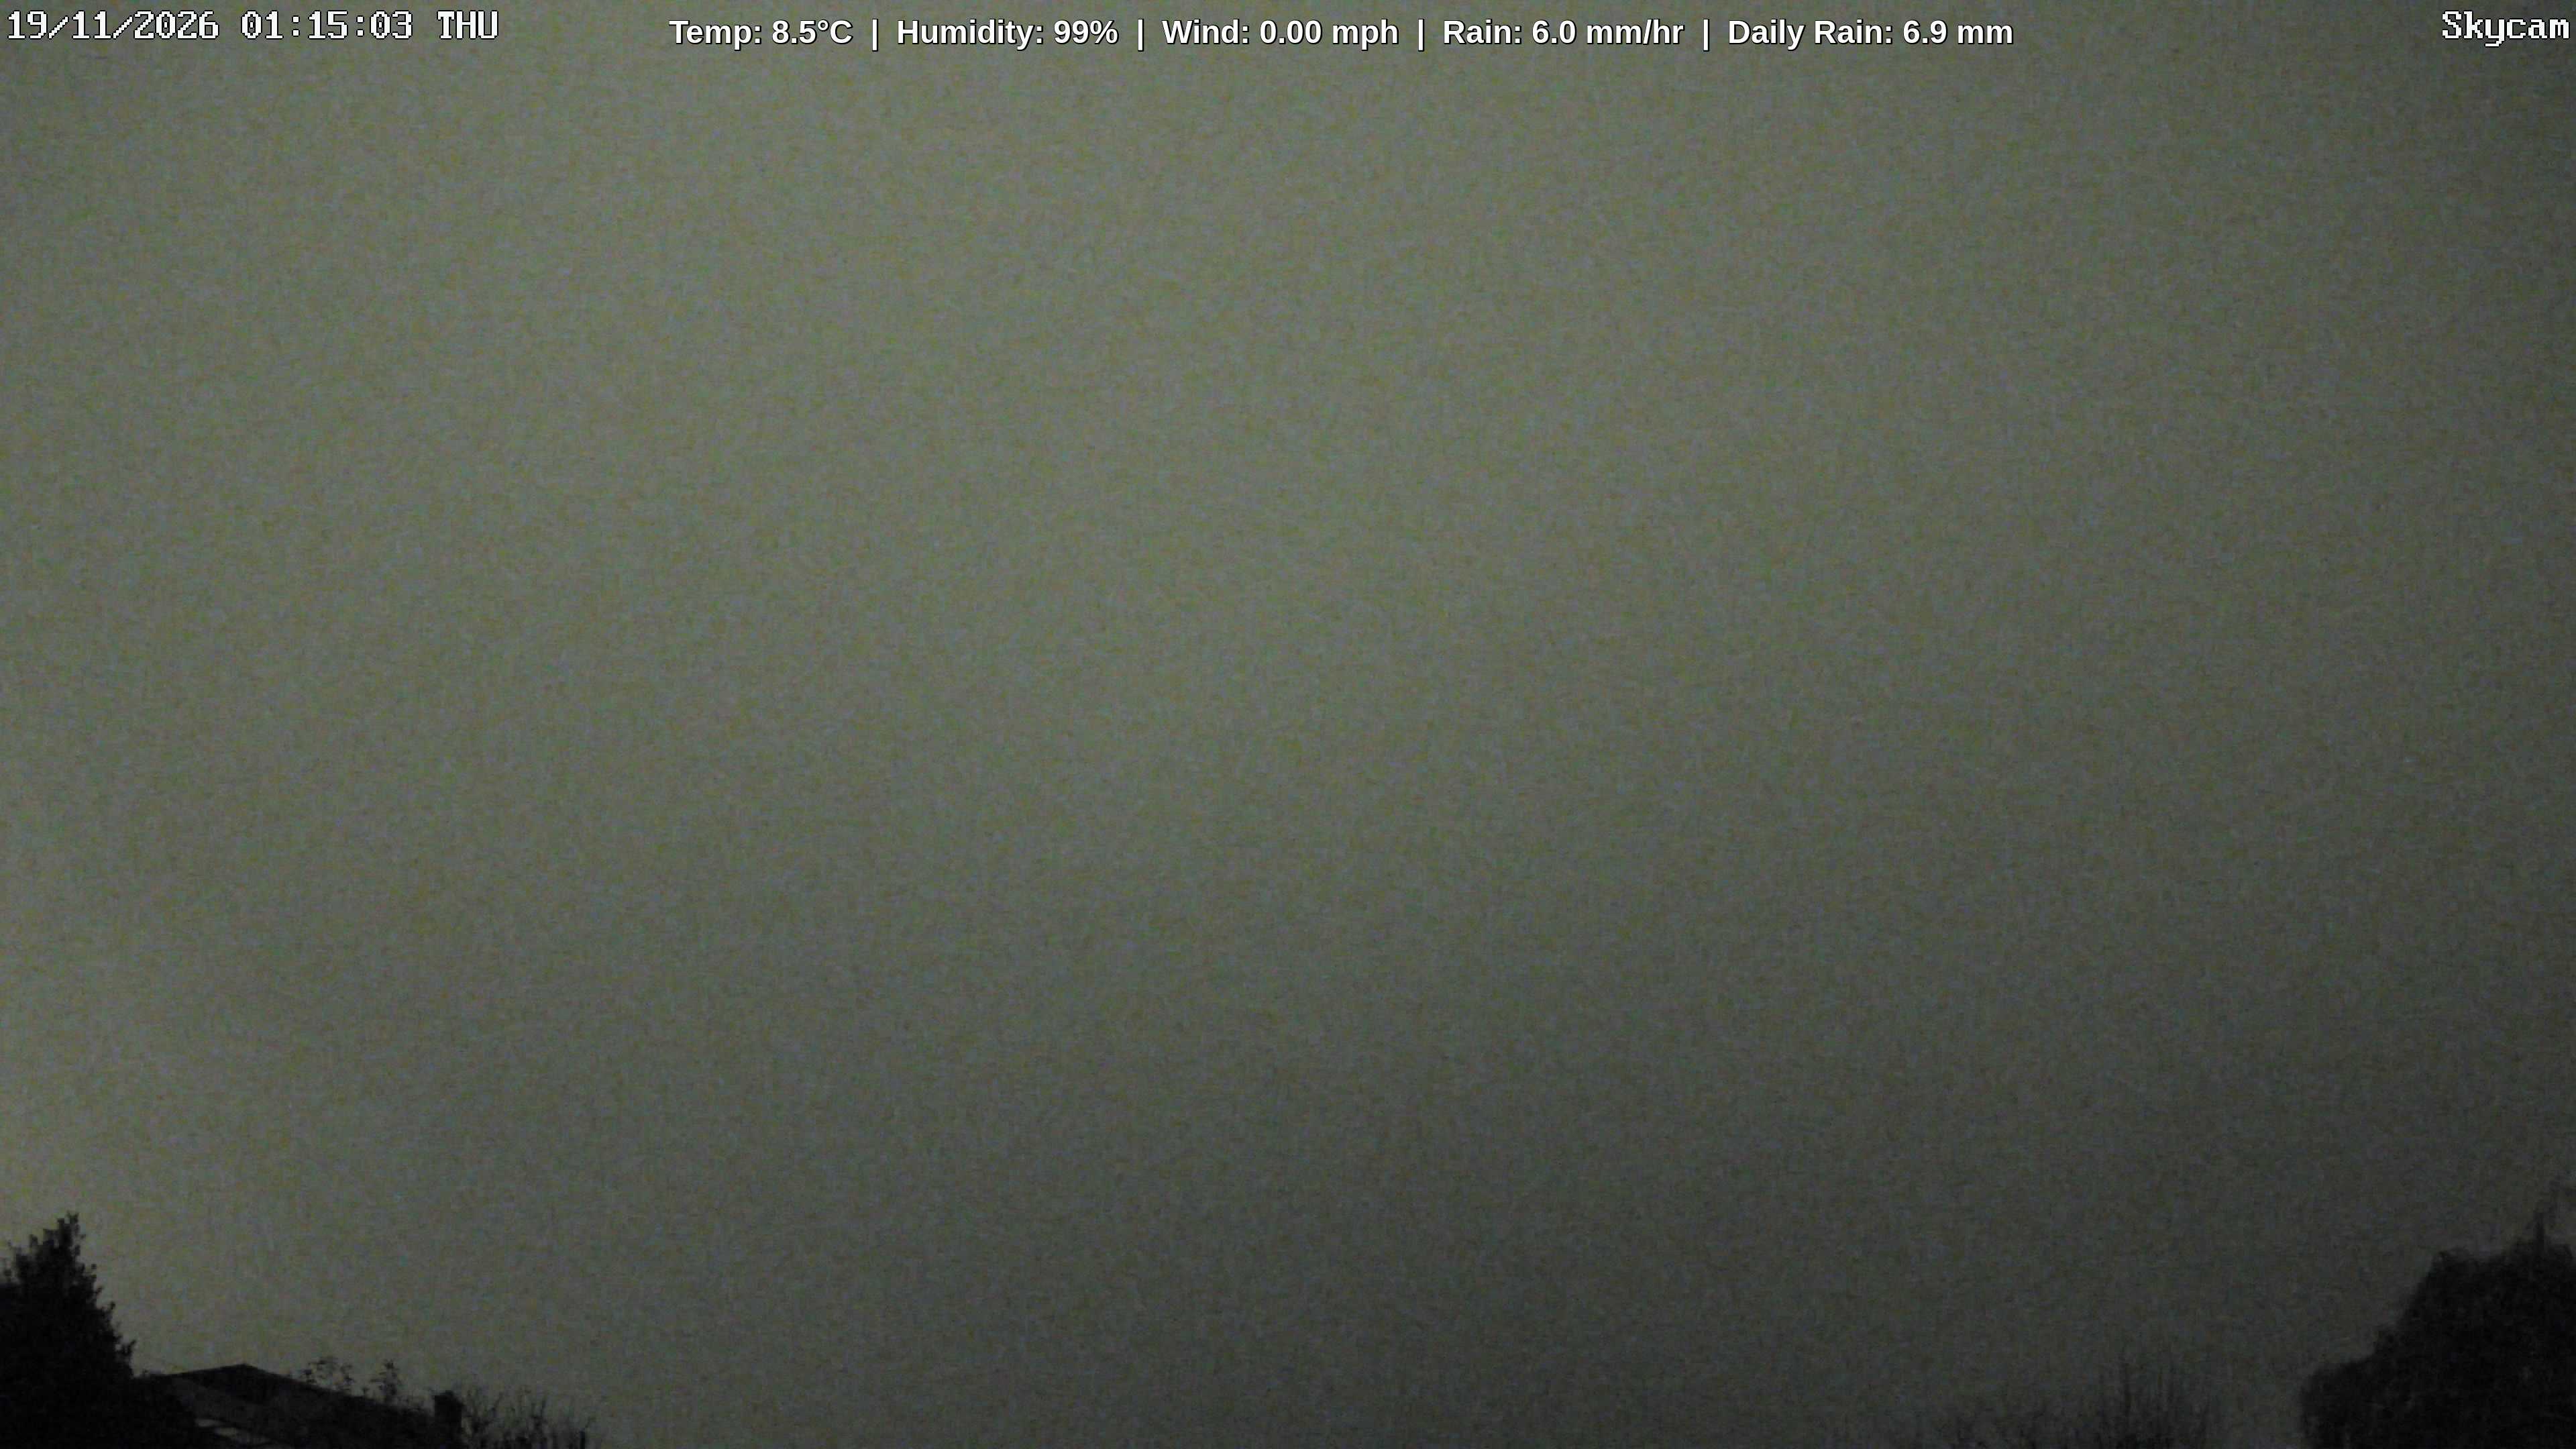 19/11/2026 01:15:03 THU
Temp: 8.5°C | Humidity: 99% | Wind: 0.00 mph | Rain: 6.0 mm/hr | Daily Rain: 6.9 mm
Skycam